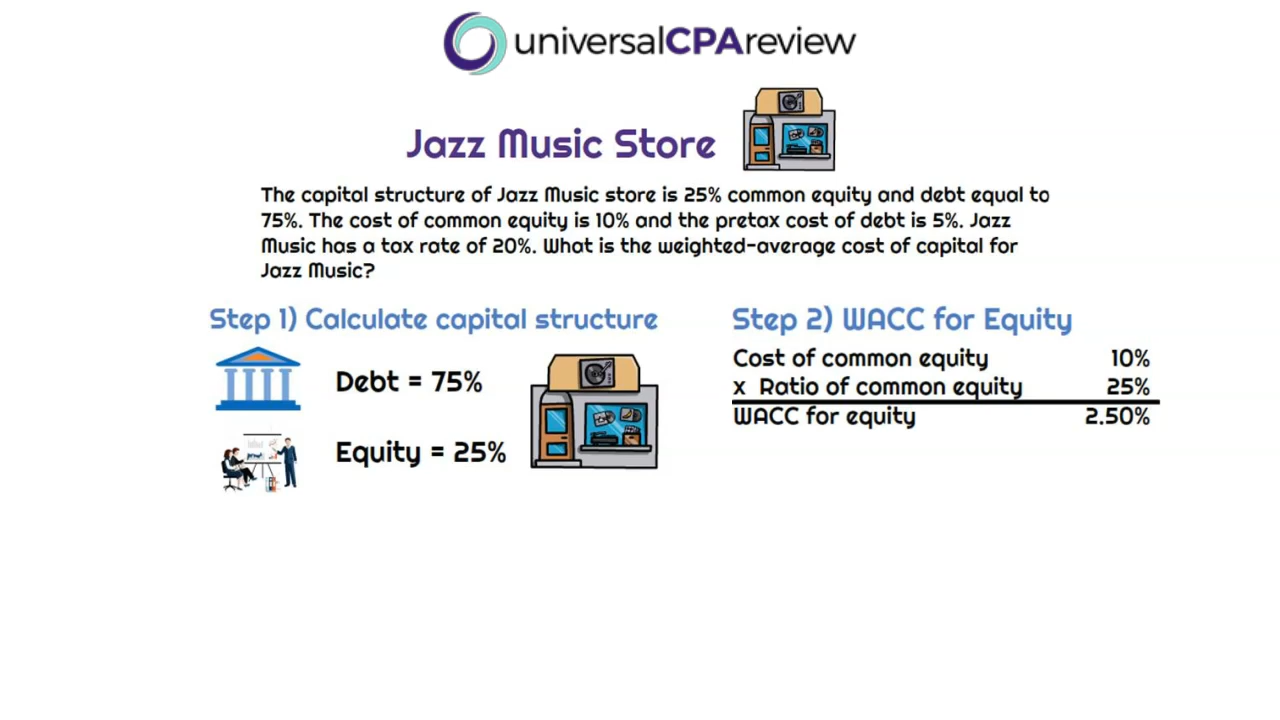 universalCPAreview
Jazz Music Store
The capital structure of Jazz Music store is 25% common equity and debt equal to
75%. The cost of common equity is 10% and the pretax cost of debt is 5%. Jazz
Music has a tax rate of 20%. What is the weighted-average cost of capital for
Jazz Music?
Step 1) Calculate capital structure
Debt = 75%
Equity = 25%
Step 2) WACC for Equity
Cost of common equity 10%
x Ratio of common equity 25%
WACC for equity 2.50%